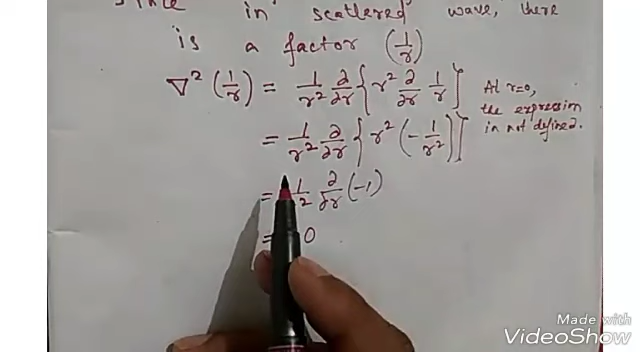 in scattered wave, there
is a factor (1/r)
∇² (1/r) = 1/r² ∂/∂r { r² ∂/∂r 1/r } At r=0,
the expression
is not defined.
= 1/r² ∂/∂r { r² (- 1/r²) }
= 1/2 ∂/∂r (-1)
= 0
Made with
VideoShow